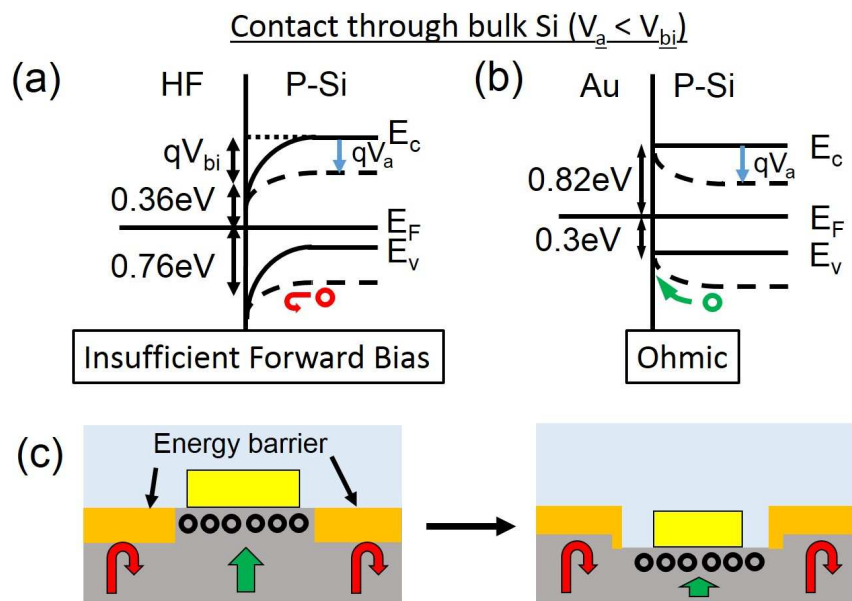 Contact through bulk Si (Va < Vbi)
(a)
HF P-Si
Ec
qVbi
qVa
0.36eV
EF
0.76eV
Ev
Insufficient Forward Bias
(b)
Au P-Si
Ec
qVa
0.82eV
EF
0.3eV
Ev
Ohmic
(c)
Energy barrier